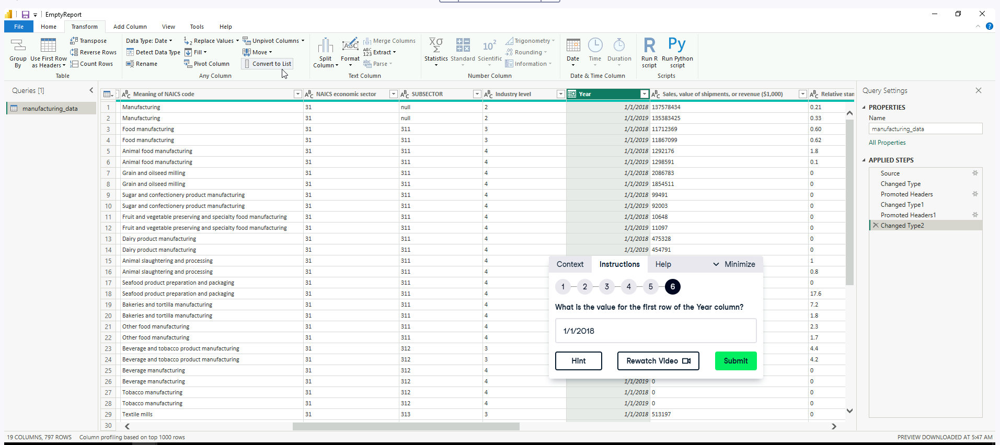 EmptyReport
File Home Transform Add Column View Tools Help
Group By
Use First Row as Headers
Transpose
Reverse Rows
Count Rows
Table
Data Type: Date
Detect Data Type
Rename
1 2 Replace Values
Fill
Pivot Column
Unpivot Columns
Move
Convert to List
Any Column
Split Column
ABC Format
Merge Columns
ABC 123 Extract
abc Parse
Text Column
XΣσ Statistics
Standard
10² Scientific
Trigonometry
.00 Rounding
Information
Number Column
Date
Time
Duration
Date & Time Column
R Run R script
Py Run Python script
Scripts
Queries [1]
manufacturing_data
ABC Meaning of NAICS code ABC NAICS economic sector ABC SUBSECTOR ABC Industry level Year ABC Sales, value of shipments, or revenue ($1,000) ABC Relative stan
1 Manufacturing 31 null 2 1/1/2018 137578434 0.21
2 Manufacturing 31 null 2 1/1/2019 135383425 0.33
3 Food manufacturing 31 311 3 1/1/2018 11712369 0.60
4 Food manufacturing 31 311 3 1/1/2019 11867099 0.62
5 Animal food manufacturing 31 311 4 1/1/2018 1292176 1.8
6 Animal food manufacturing 31 311 4 1/1/2019 1298591 0.1
7 Grain and oilseed milling 31 311 4 1/1/2018 2086783 0
8 Grain and oilseed milling 31 311 4 1/1/2019 1854511 0
9 Sugar and confectionery product manufacturing 31 311 4 1/1/2018 99491 0
10 Sugar and confectionery product manufacturing 31 311 4 1/1/2019 92003 0
11 Fruit and vegetable preserving and specialty food manufacturing 31 311 4 1/1/2018 10648 0
12 Fruit and vegetable preserving and specialty food manufacturing 31 311 4 1/1/2019 11097 0
13 Dairy product manufacturing 31 311 4 1/1/2018 475328 0
14 Dairy product manufacturing 31 311 4 1/1/2019 454791 0
15 Animal slaughtering and processing 31 311 4 1
16 Animal slaughtering and processing 31 311 4 0.8
17 Seafood product preparation and packaging 31 311 4 0
18 Seafood product preparation and packaging 31 311 4 17.6
19 Bakeries and tortilla manufacturing 31 311 4 7.2
20 Bakeries and tortilla manufacturing 31 311 4 1.8
21 Other food manufacturing 31 311 4 2.3
22 Other food manufacturing 31 311 4 1.7
23 Beverage and tobacco product manufacturing 31 312 3 4.4
24 Beverage and tobacco product manufacturing 31 312 3 4.2
25 Beverage manufacturing 31 312 4 0
26 Beverage manufacturing 31 312 4 1/1/2019 0 0
27 Tobacco manufacturing 31 312 4 1/1/2018 0 0
28 Tobacco manufacturing 31 312 4 1/1/2019 0 0
29 Textile mills 31 313 3 1/1/2018 513197 0
30
Context Instructions Help Minimize
1 2 3 4 5 6
What is the value for the first row of the Year column?
1/1/2018
Hint Rewatch Video Submit
Query Settings
PROPERTIES
Name
manufacturing_data
All Properties
APPLIED STEPS
Source
Changed Type
Promoted Headers
Changed Type1
Promoted Headers1
Changed Type2
19 COLUMNS, 797 ROWS Column profiling based on top 1000 rows PREVIEW DOWNLOADED AT 5:47 AM